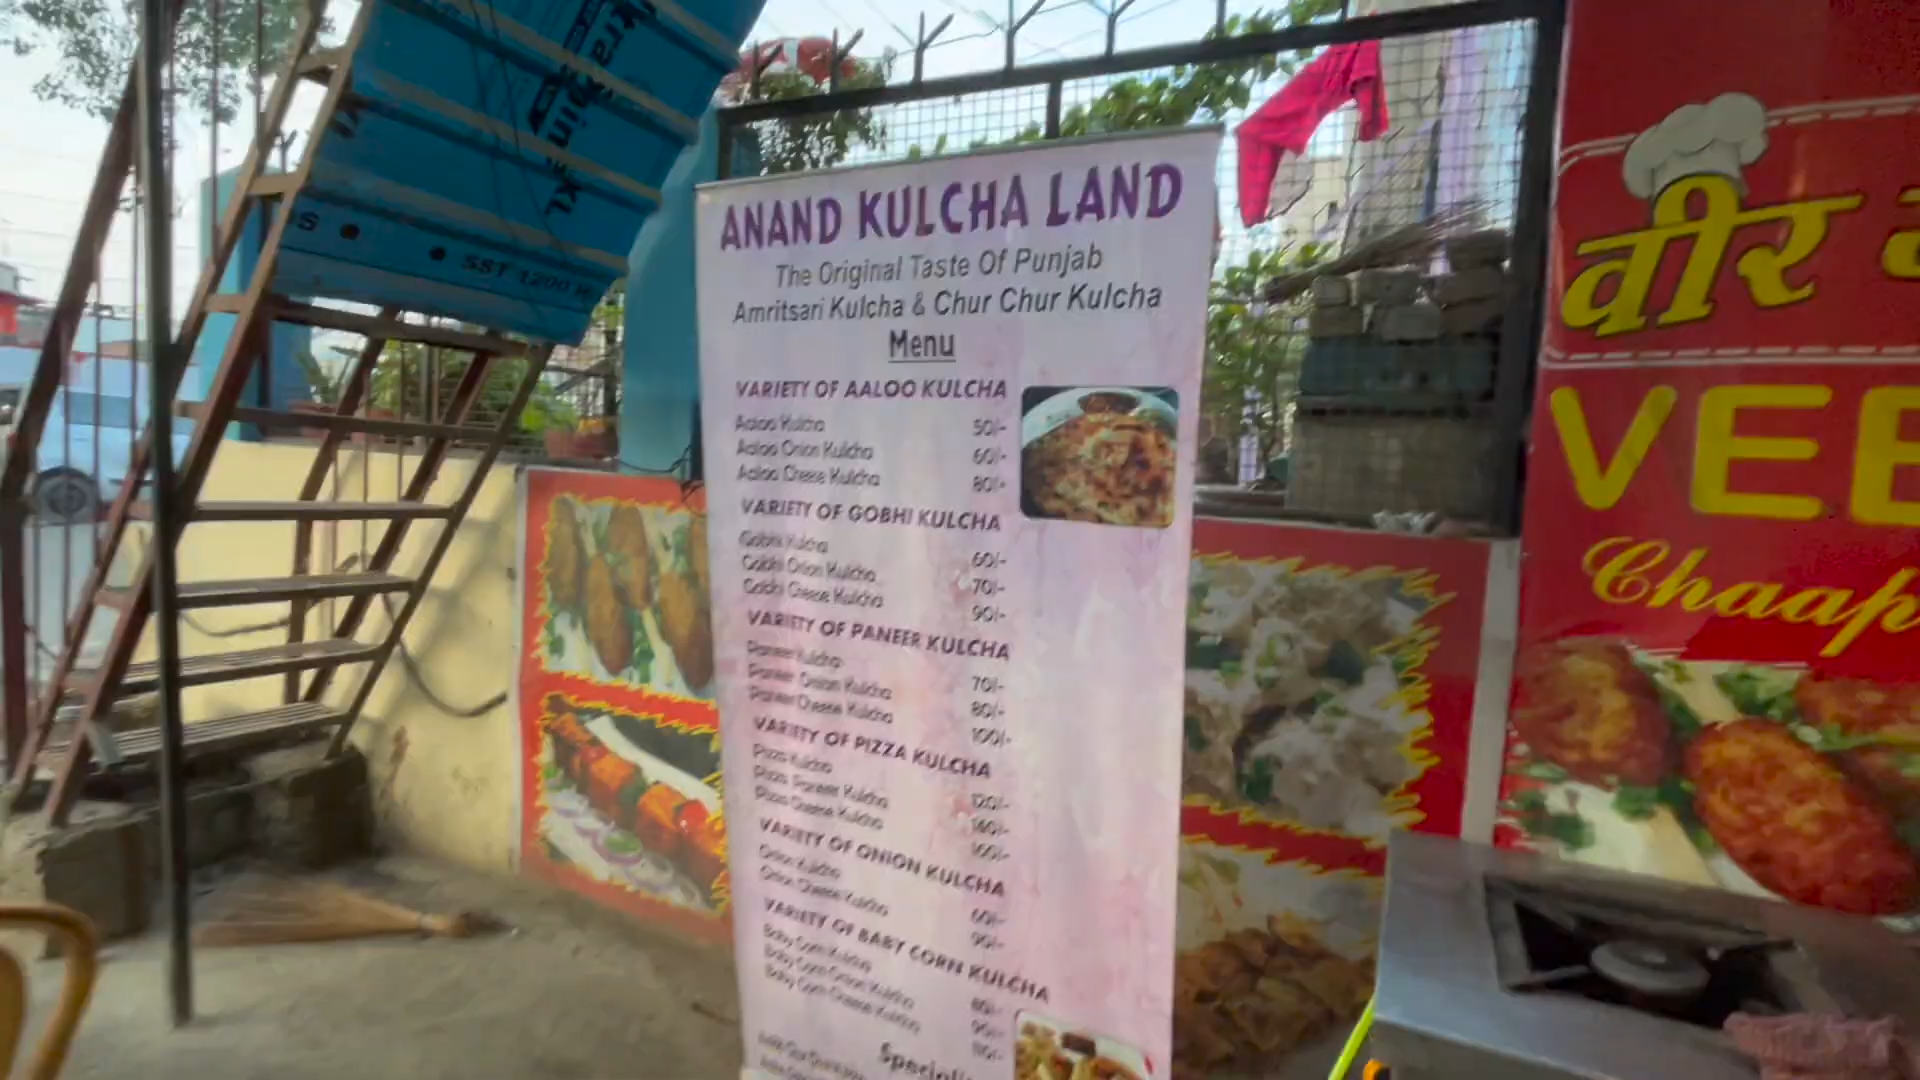 SST 1200
ANAND KULCHA LAND
The Original Taste Of Punjab
Amritsari Kulcha & Chur Chur Kulcha
Menu
VARIETY OF AALOO KULCHA
Aaloo Kulcha 50/-
Aaloo Onion Kulcha 60/-
Aaloo Cheese Kulcha 80/-
VARIETY OF GOBHI KULCHA
Gobhi Kulcha 60/-
Gobhi Onion Kulcha 70/-
Gobhi Cheese Kulcha 90/-
VARIETY OF PANEER KULCHA
Paneer Kulcha 70/-
Paneer Onion Kulcha 80/-
Paneer Cheese Kulcha 100/-
VARIETY OF PIZZA KULCHA
Pizza Kulcha 120/-
Pizza Paneer Kulcha 140/-
Pizza Cheese Kulcha
VARIETY OF ONION KULCHA
Onion Kulcha 60/-
Onion Cheese Kulcha 90/-
VARIETY OF BABY CORN KULCHA
Baby Corn Kulcha 80/-
Baby Corn Onion Kulcha 90/-
Baby Corn Cheese Kulcha 110/-
वीर
VEE
Chaap